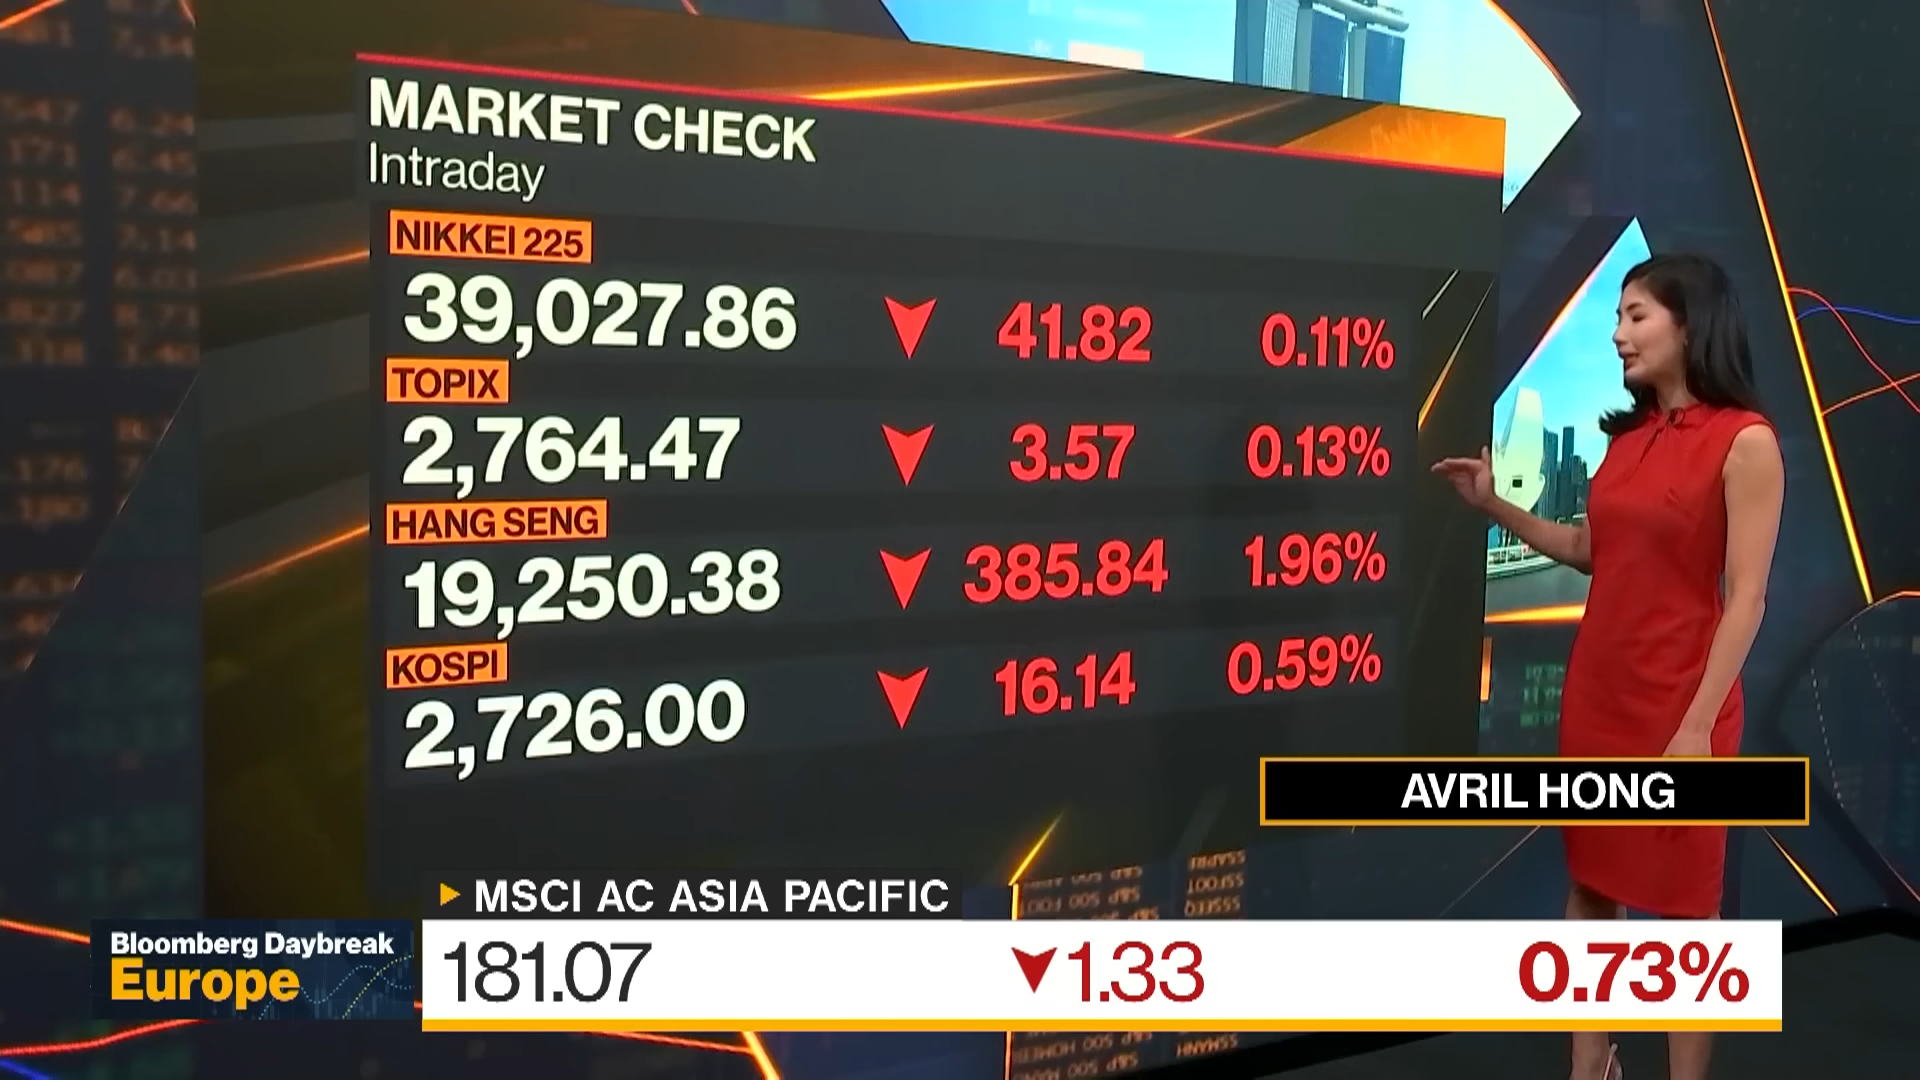 MARKET CHECK
Intraday
NIKKEI 225
39,027.86 41.82 0.11%
TOPIX
2,764.47 3.57 0.13%
HANG SENG
19,250.38 385.84 1.96%
KOSPI
2,726.00 16.14 0.59%
AVRIL HONG
MSCI AC ASIA PACIFIC
Bloomberg Daybreak
Europe
181.07 1.33 0.73%